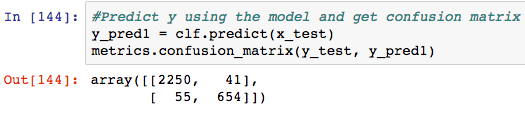 In [144]: #Predict y using the model and get confusion matrix
y_pred1 = clf.predict(x_test)
metrics.confusion_matrix(y_test, y_pred1)
Out[144]: array([[2250,   41],
[  55,  654]])